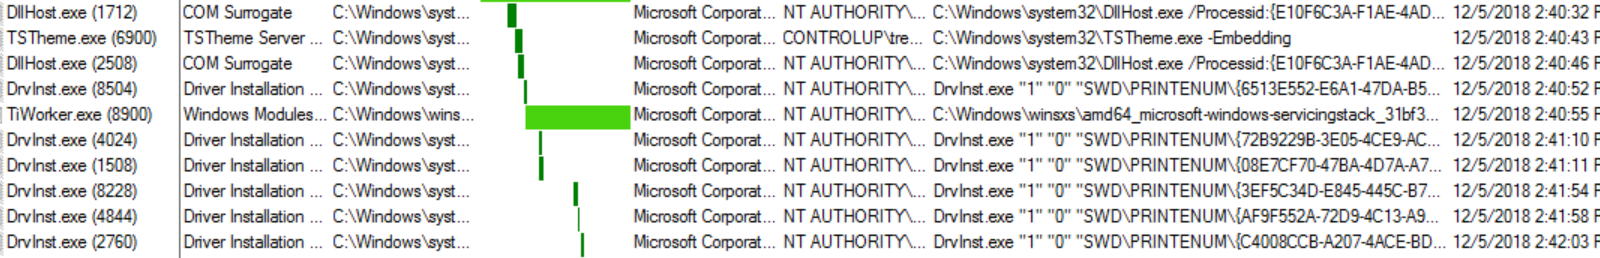 DllHost.exe (1712) COM Surrogate C:\Windows\syst... Microsoft Corporat... NT AUTHORITY\... C:\Windows\system32\DllHost.exe /Processid:{E10F6C3A-F1AE-4AD... 12/5/2018 2:40:32 P
TSTheme.exe (6900) TSTheme Server ... C:\Windows\syst... Microsoft Corporat... CONTROLUP\tre... C:\Windows\system32\TSTheme.exe -Embedding 12/5/2018 2:40:43 P
DllHost.exe (2508) COM Surrogate C:\Windows\syst... Microsoft Corporat... NT AUTHORITY\... C:\Windows\system32\DllHost.exe /Processid:{E10F6C3A-F1AE-4AD... 12/5/2018 2:40:46 P
DrvInst.exe (8504) Driver Installation ... C:\Windows\syst... Microsoft Corporat... NT AUTHORITY\... DrvInst.exe "1" "0" "SWD\PRINTENUM\{6513E552-E6A1-47DA-B5... 12/5/2018 2:40:52 P
TiWorker.exe (8900) Windows Modules... C:\Windows\wins... Microsoft Corporat... NT AUTHORITY\... C:\Windows\winsxs\amd64_microsoft-windows-servicingstack_31bf3... 12/5/2018 2:40:55 P
DrvInst.exe (4024) Driver Installation ... C:\Windows\syst... Microsoft Corporat... NT AUTHORITY\... DrvInst.exe "1" "0" "SWD\PRINTENUM\{72B9229B-3E05-4CE9-AC... 12/5/2018 2:41:10 P
DrvInst.exe (1508) Driver Installation ... C:\Windows\syst... Microsoft Corporat... NT AUTHORITY\... DrvInst.exe "1" "0" "SWD\PRINTENUM\{08E7CF70-47BA-4D7A-A7... 12/5/2018 2:41:11 P
DrvInst.exe (8228) Driver Installation ... C:\Windows\syst... Microsoft Corporat... NT AUTHORITY\... DrvInst.exe "1" "0" "SWD\PRINTENUM\{3EF5C34D-E845-445C-B7... 12/5/2018 2:41:54 P
DrvInst.exe (4844) Driver Installation ... C:\Windows\syst... Microsoft Corporat... NT AUTHORITY\... DrvInst.exe "1" "0" "SWD\PRINTENUM\{AF9F552A-72D9-4C13-A9... 12/5/2018 2:41:58 P
DrvInst.exe (2760) Driver Installation ... C:\Windows\syst... Microsoft Corporat... NT AUTHORITY\... DrvInst.exe "1" "0" "SWD\PRINTENUM\{C4008CCB-A207-4ACE-BD... 12/5/2018 2:42:03 P